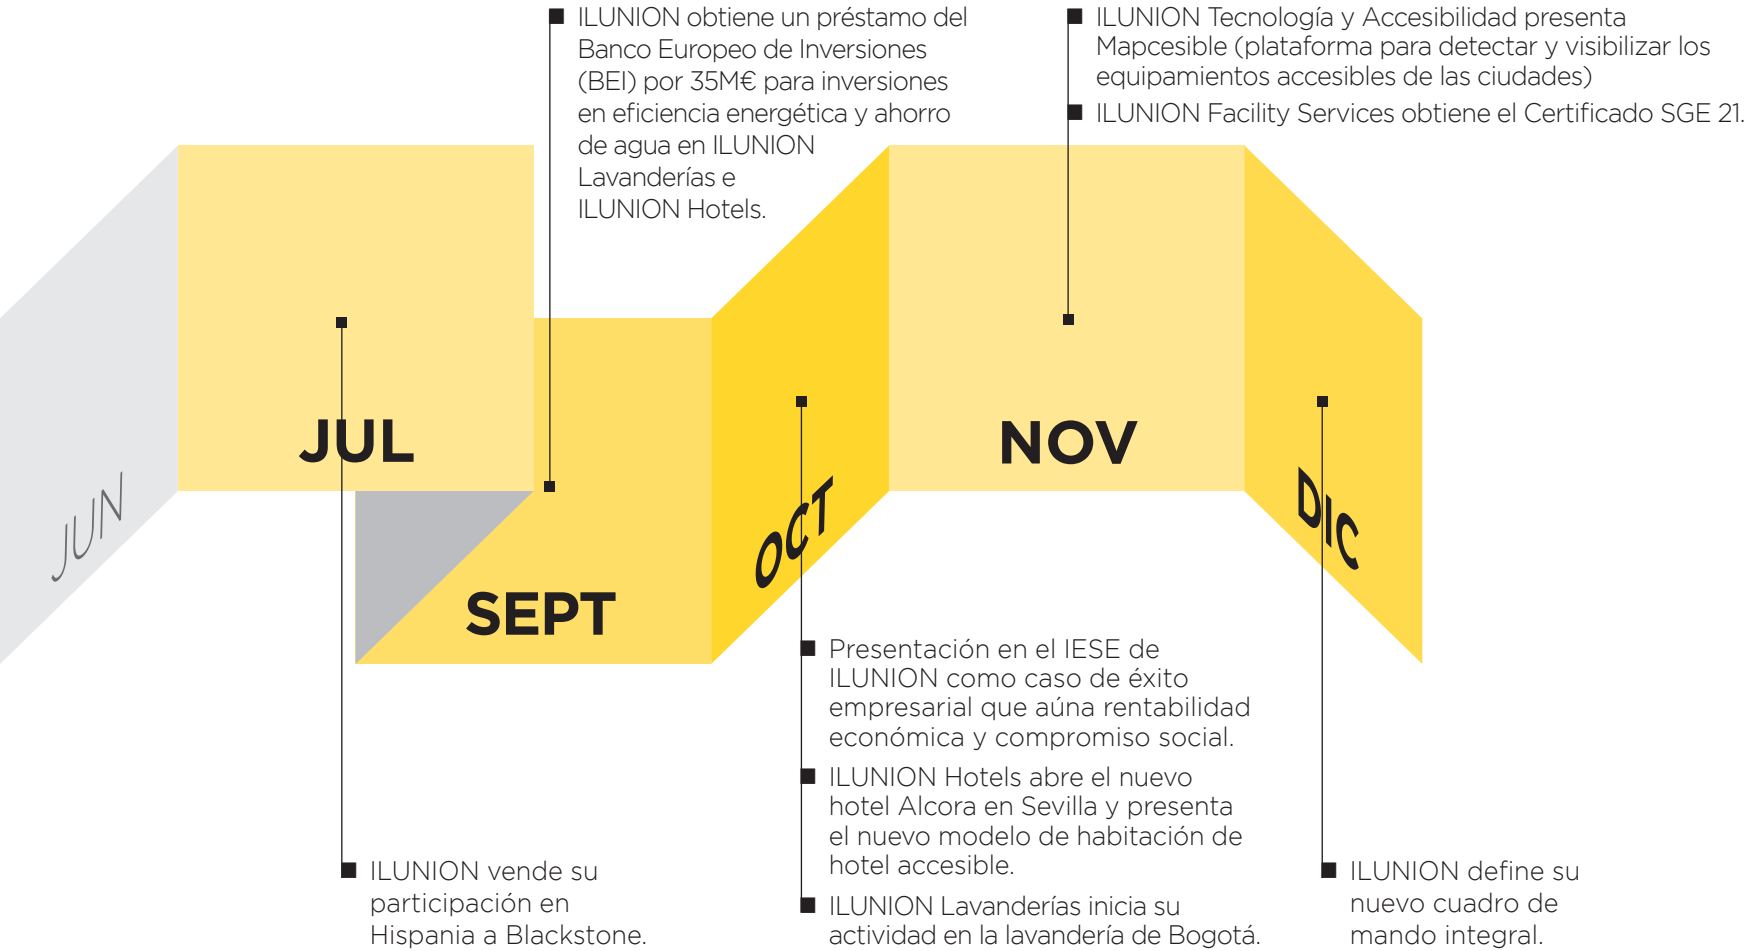 ■ ILUNION obtiene un préstamo del
Banco Europeo de Inversiones
(BEI) por 35M€ para inversiones
en eficiencia energética y ahorro
de agua en ILUNION
Lavanderías e
ILUNION Hotels.
■ ILUNION Tecnología y Accesibilidad presenta
Mapcesible (plataforma para detectar y visibilizar los
equipamientos accesibles de las ciudades)
■ ILUNION Facility Services obtiene el Certificado SGE 21.
JUN
JUL
SEPT
OCT
NOV
DIC
■ ILUNION vende su
participación en
Hispania a Blackstone.
■ Presentación en el IESE de
ILUNION como caso de éxito
empresarial que aúna rentabilidad
económica y compromiso social.
■ ILUNION Hotels abre el nuevo
hotel Alcora en Sevilla y presenta
el nuevo modelo de habitación de
hotel accesible.
■ ILUNION Lavanderías inicia su
actividad en la lavandería de Bogotá.
■ ILUNION define su
nuevo cuadro de
mando integral.